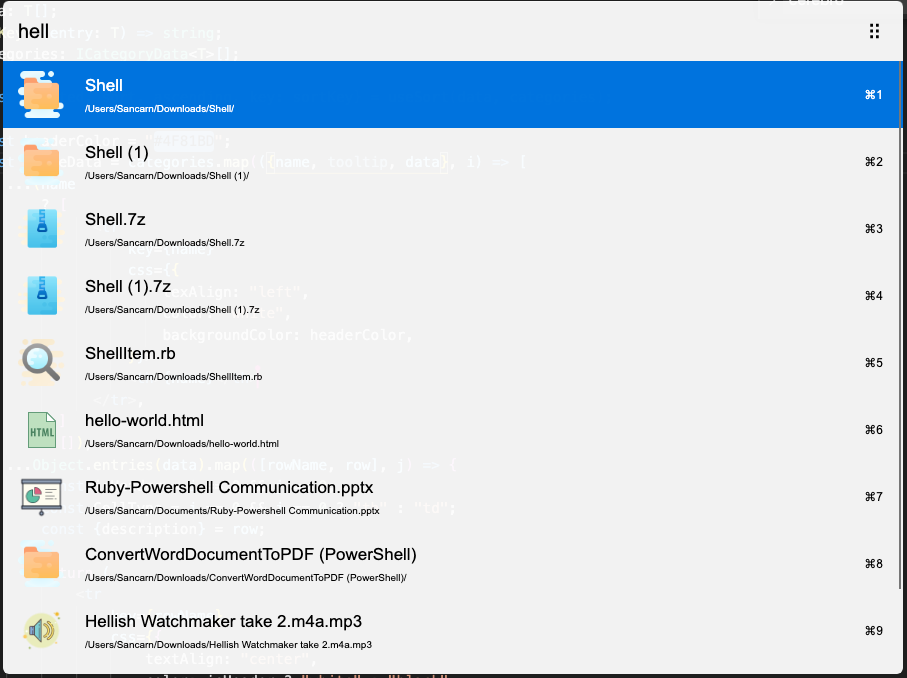 hell
Shell
/Users/Sancarn/Downloads/Shell/
⌘1
Shell (1)
/Users/Sancarn/Downloads/Shell (1)/
⌘2
Shell.7z
/Users/Sancarn/Downloads/Shell.7z
⌘3
Shell (1).7z
/Users/Sancarn/Downloads/Shell (1).7z
⌘4
ShellItem.rb
/Users/Sancarn/Downloads/ShellItem.rb
⌘5
HTML
hello-world.html
/Users/Sancarn/Downloads/hello-world.html
⌘6
Ruby-Powershell Communication.pptx
/Users/Sancarn/Documents/Ruby-Powershell Communication.pptx
⌘7
ConvertWordDocumentToPDF (PowerShell)
/Users/Sancarn/Downloads/ConvertWordDocumentToPDF (PowerShell)/
⌘8
Hellish Watchmaker take 2.m4a.mp3
/Users/Sancarn/Downloads/Hellish Watchmaker take 2.m4a.mp3
⌘9